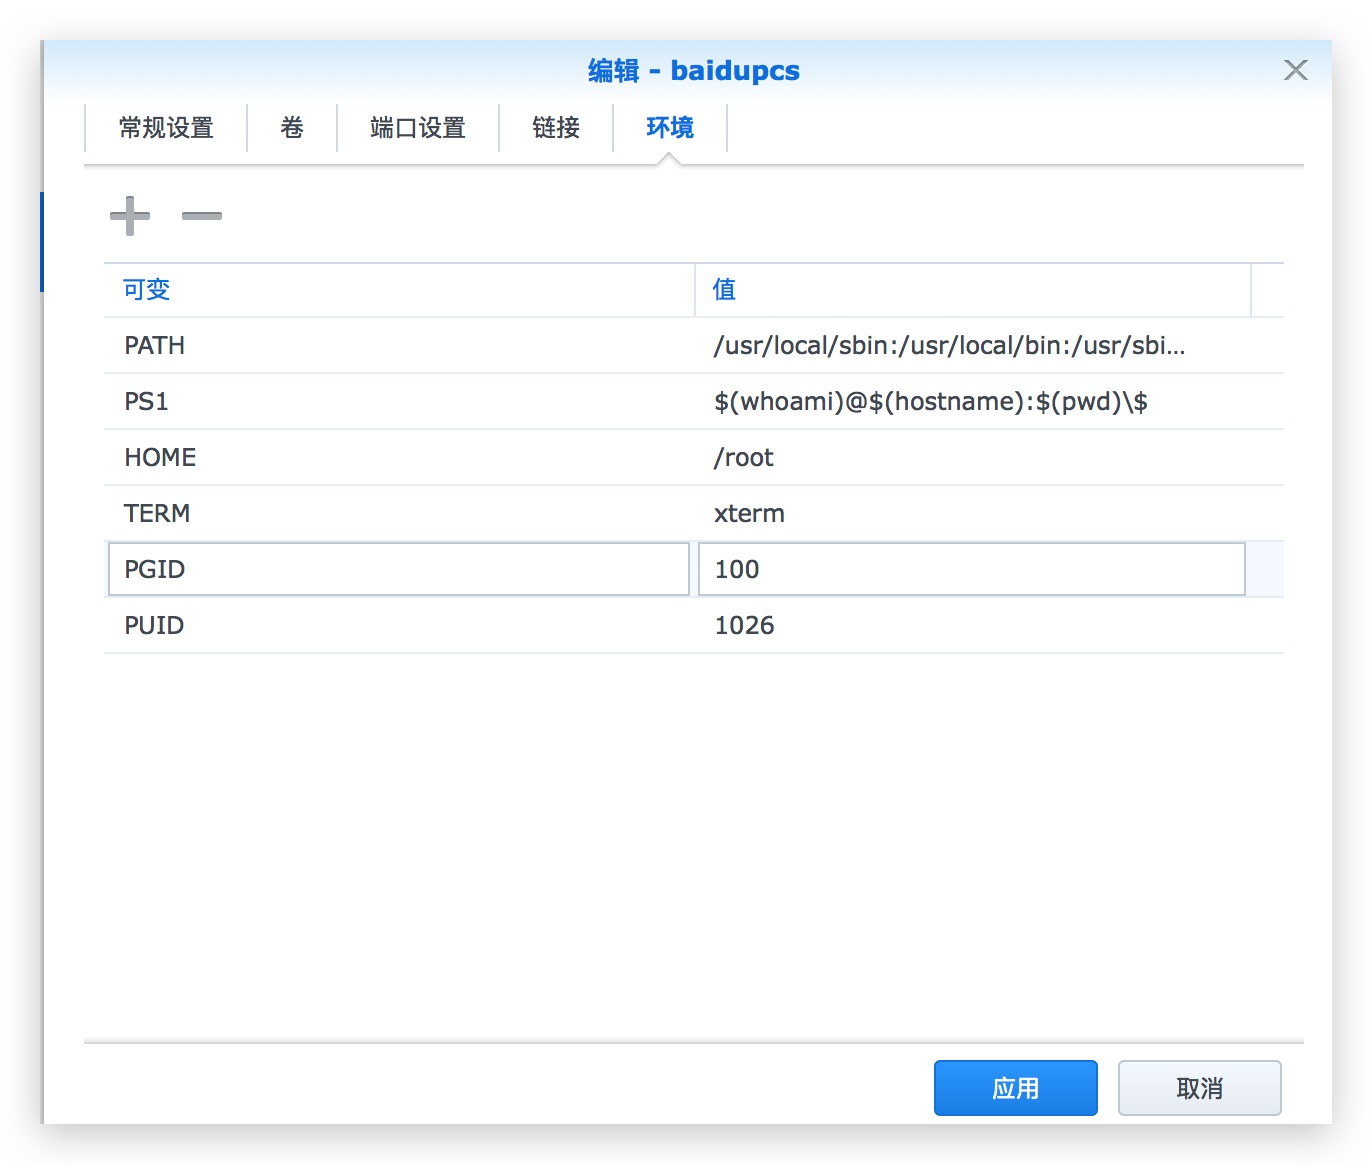 编辑 - baidupcs
常规设置 卷 端口设置 链接 环境
可变 值
PATH /usr/local/sbin:/usr/local/bin:/usr/sbi...
PS1 $(whoami)@$(hostname):$(pwd)\$
HOME /root
TERM xterm
PGID 100
PUID 1026
应用 取消